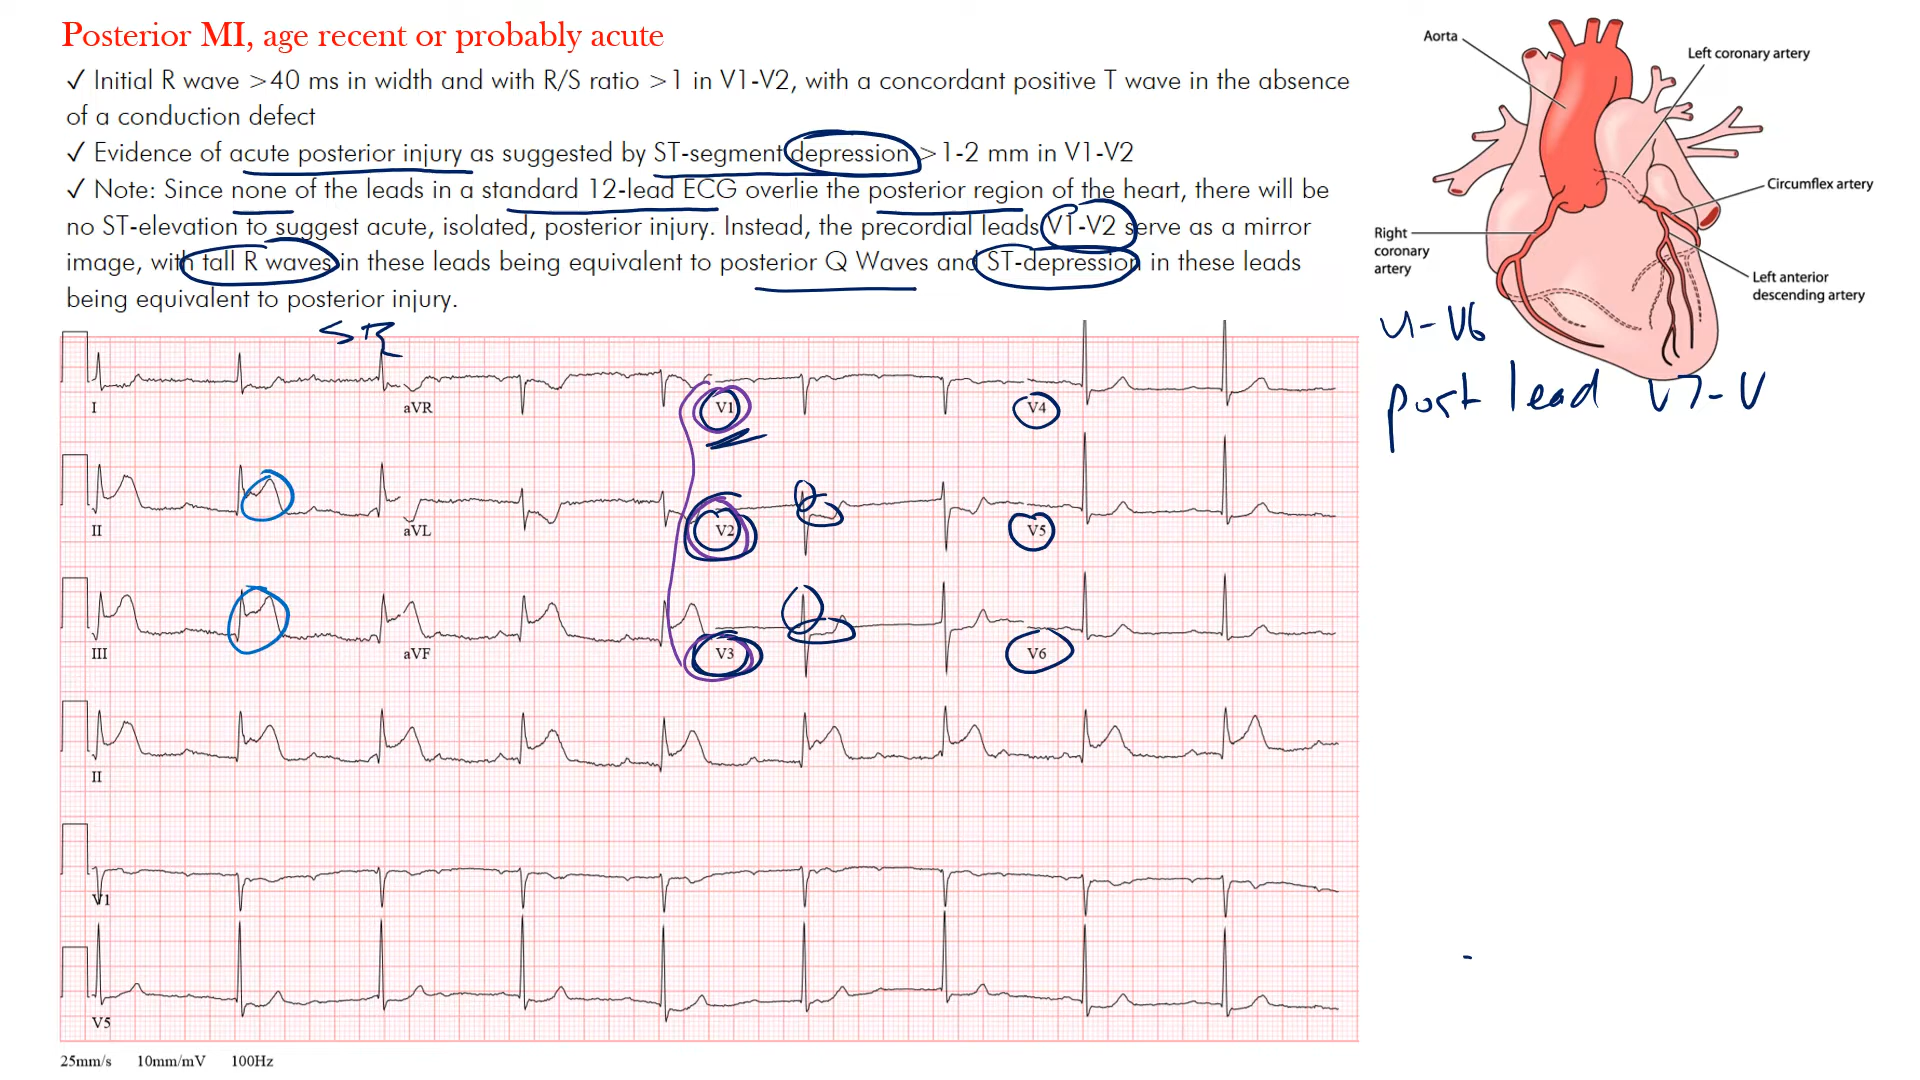 Posterior MI, age recent or probably acute
✓ Initial R wave >40 ms in width and with R/S ratio >1 in V1-V2, with a concordant positive T wave in the absence
of a conduction defect
✓ Evidence of acute posterior injury as suggested by ST-segment depression >1-2 mm in V1-V2
✓ Note: Since none of the leads in a standard 12-lead ECG overlie the posterior region of the heart, there will be
no ST-elevation to suggest acute, isolated, posterior injury. Instead, the precordial leads V1-V2 serve as a mirror
image, with tall R waves in these leads being equivalent to posterior Q Waves and ST-depression in these leads
being equivalent to posterior injury.
Aorta
Left coronary artery
Circumflex artery
Right
coronary
artery
Left anterior
descending artery
V1-V6
post lead V7-V
SR
I
aVR
V1
V4
II
aVL
V2
V5
III
aVF
V3
V6
II
V1
V5
25mm/s 10mm/mV 100Hz